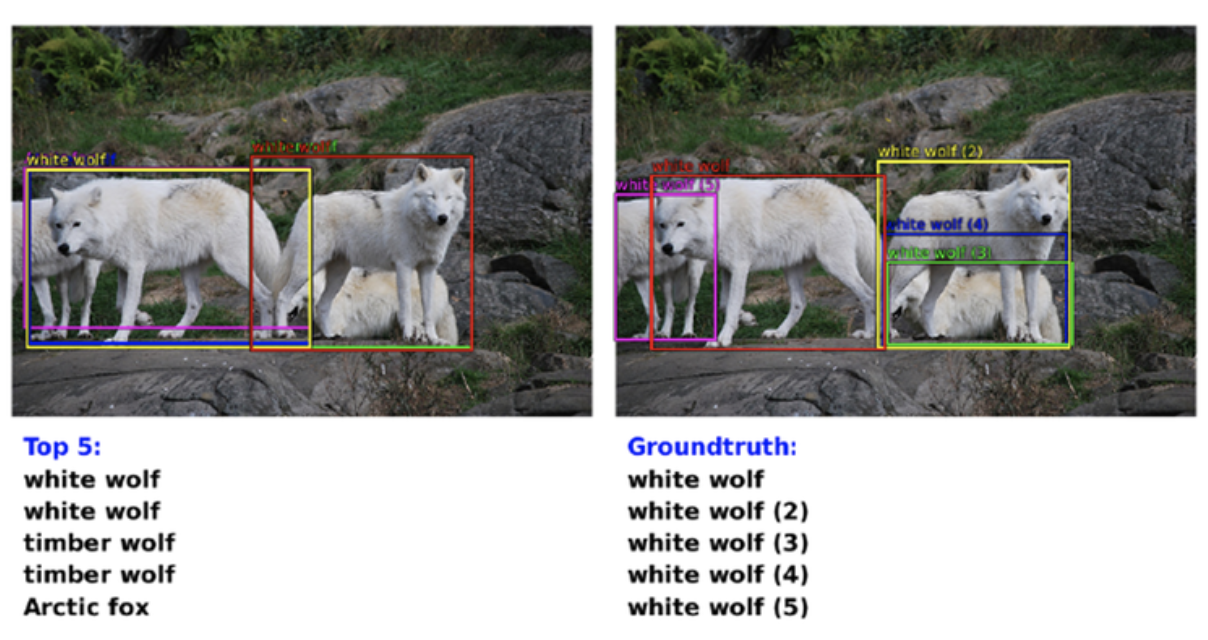 white wolf
white wolf
white wolf (2)
white wolf (5)
white wolf (4)
white wolf (3)
Top 5:
white wolf
white wolf
timber wolf
timber wolf
Arctic fox
Groundtruth:
white wolf
white wolf (2)
white wolf (3)
white wolf (4)
white wolf (5)